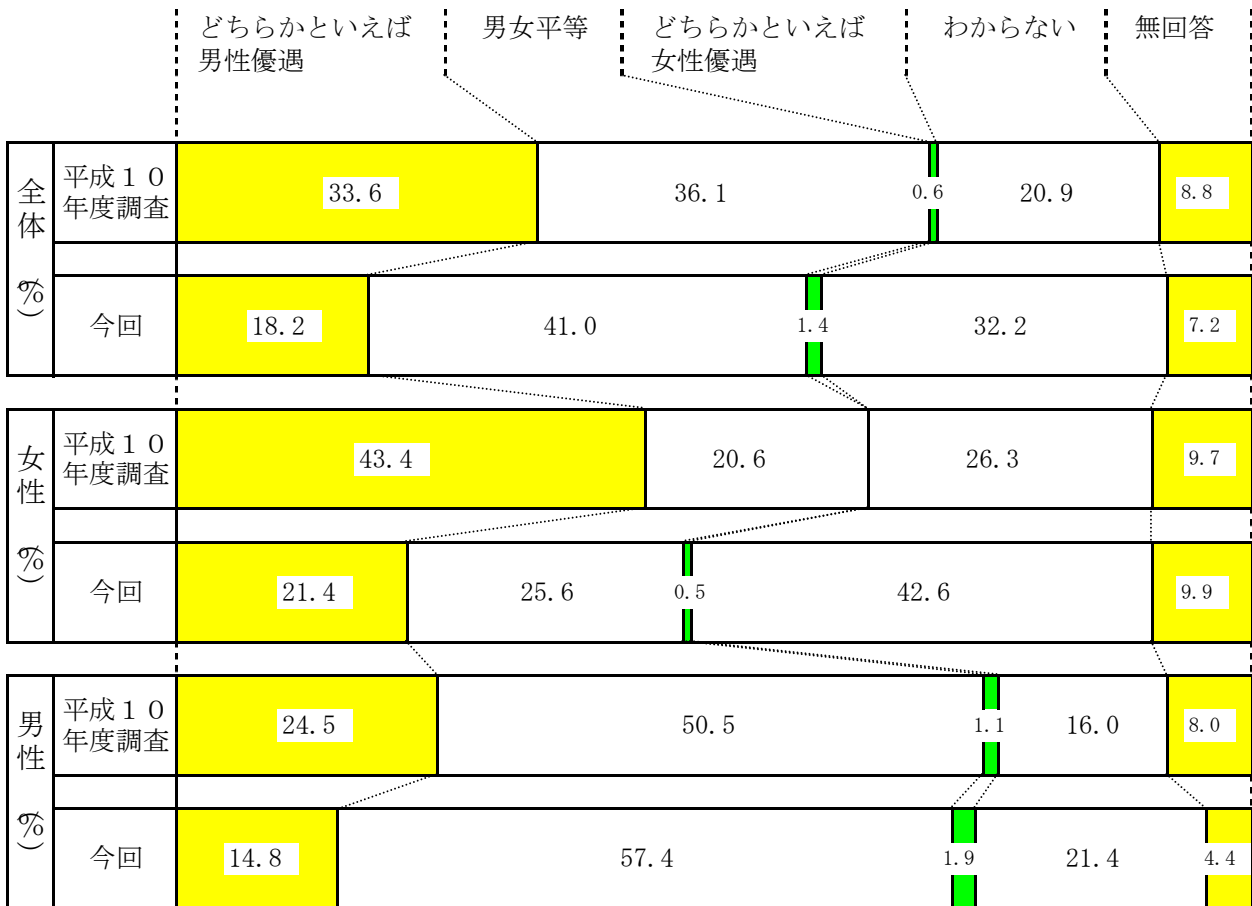 どちらかといえば
男性優遇
男女平等
どちらかといえば
女性優遇
わからない
無回答
全体（％）
平成１０
年度調査
33.6
36.1
0.6
20.9
8.8
今回
18.2
41.0
1.4
32.2
7.2
女性（％）
平成１０
年度調査
43.4
20.6
26.3
9.7
今回
21.4
25.6
0.5
42.6
9.9
男性（％）
平成１０
年度調査
24.5
50.5
1.1
16.0
8.0
今回
14.8
57.4
1.9
21.4
4.4